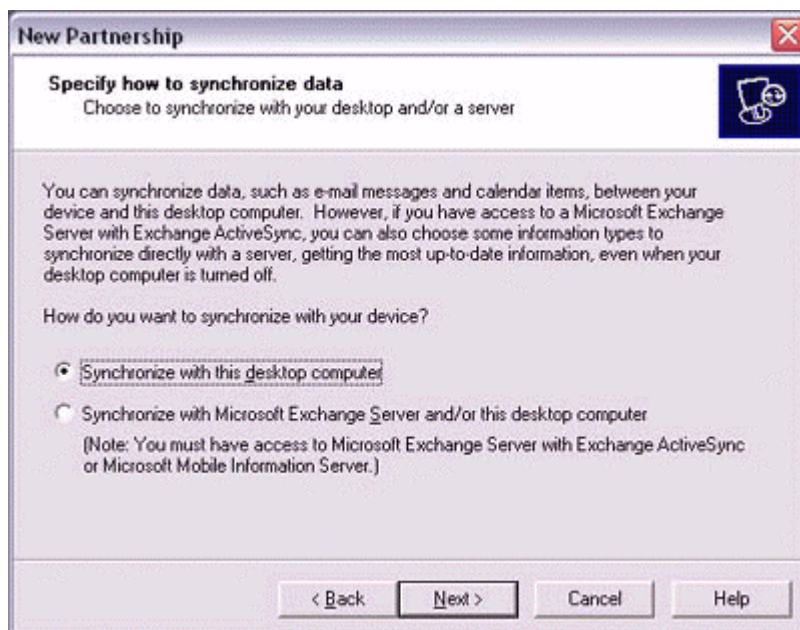 New Partnership
Specify how to synchronize data
Choose to synchronize with your desktop and/or a server
You can synchronize data, such as e-mail messages and calendar items, between your
device and this desktop computer. However, if you have access to a Microsoft Exchange
Server with Exchange ActiveSync, you can also choose some information types to
synchronize directly with a server, getting the most up-to-date information, even when your
desktop computer is turned off.
How do you want to synchronize with your device?
Synchronize with this desktop computer
Synchronize with Microsoft Exchange Server and/or this desktop computer
(Note: You must have access to Microsoft Exchange Server with Exchange ActiveSync
or Microsoft Mobile Information Server.)
< Back Next > Cancel Help